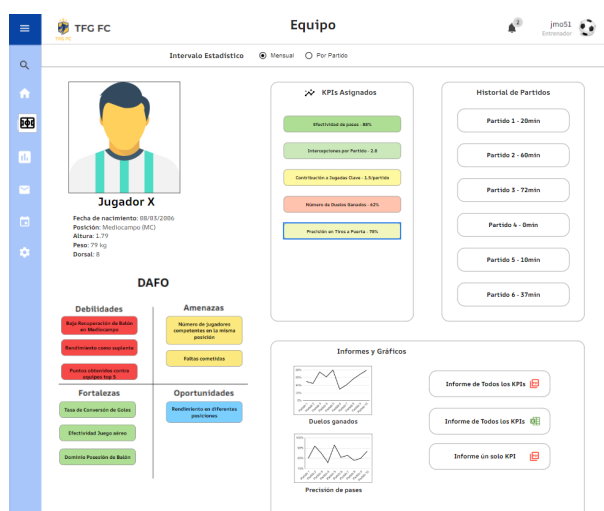 TFG FC
TFG FC
Equipo
2
jmo51
Entrenador
Intervalo Estadístico
Mensual
Por Partido
Jugador X
Fecha de nacimiento: 08/03/2006
Posición: Mediocampo (MC)
Altura: 1.79
Peso: 79 kg
Dorsal: 8
DAFO
Debilidades
Baja Recuperación de Balón
en Mediocampo
Rendimiento como suplente
Puntos obtenidos contra
equipos top 5
Amenazas
Número de jugadores
competentes en la misma
posición
Faltas cometidas
Fortalezas
Tasa de Conversón de Goles
Efectividad Juego aéreo
Dominio Posesión de Balón
Oportunidades
Rendimiento en diferentes
posiciones
KPIs Asignados
Efectividad de pases - 88%
Intercepciones por Partido - 2.8
Contribución a Jugadas Clave - 1.5/partido
Número de Duelos Ganados - 62%
Precisión en Tiros a Puerta - 70%
Historial de Partidos
Partido 1 - 20min
Partido 2 - 60min
Partido 3 - 72min
Partido 4 - 0min
Partido 5 - 10min
Partido 6 - 37min
Informes y Gráficos
Duelos ganados
Precisión de pases
Informe de Todos los KPIs
Informe de Todos los KPIs
Informe ún solo KPI